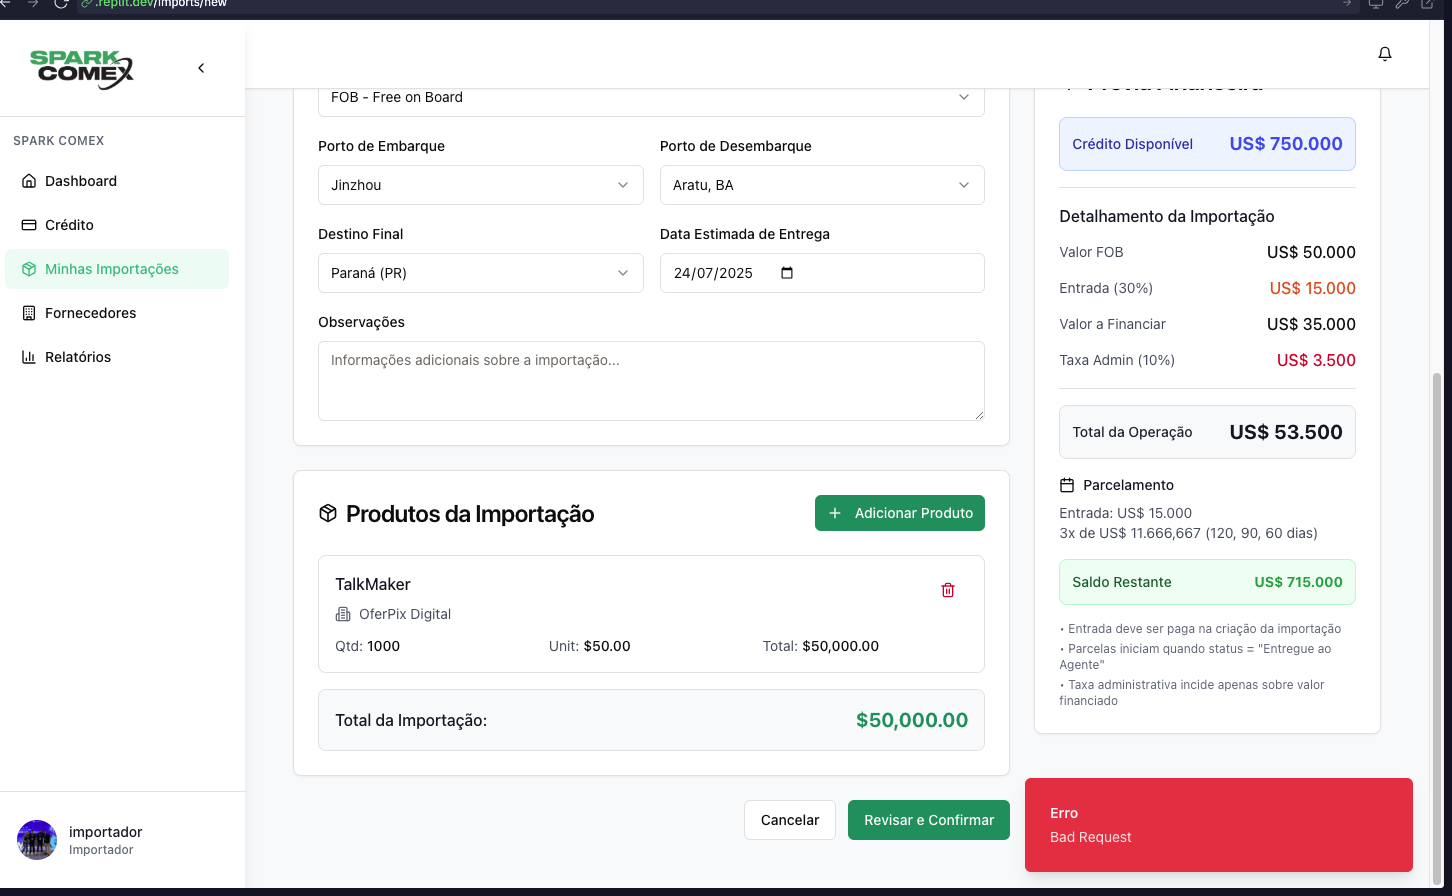 .replit.dev/imports/new
SPARK
COMEX
SPARK COMEX
Dashboard
Crédito
Minhas Importações
Fornecedores
Relatórios
importador
Importador
FOB - Free on Board
Porto de Embarque
Jinzhou
Porto de Desembarque
Aratu, BA
Destino Final
Paraná (PR)
Data Estimada de Entrega
24/07/2025
Observações
Informações adicionais sobre a importação...
Produtos da Importação
Adicionar Produto
TalkMaker
OferPix Digital
Qtd: 1000
Unit: $50.00
Total: $50,000.00
Total da Importação:
$50,000.00
Cancelar
Revisar e Confirmar
Crédito Disponível
US$ 750.000
Detalhamento da Importação
Valor FOB
US$ 50.000
Entrada (30%)
US$ 15.000
Valor a Financiar
US$ 35.000
Taxa Admin (10%)
US$ 3.500
Total da Operação
US$ 53.500
Parcelamento
Entrada: US$ 15.000
3x de US$ 11.666,667 (120, 90, 60 dias)
Saldo Restante
US$ 715.000
• Entrada deve ser paga na criação da importação
• Parcelas iniciam quando status = "Entregue ao
Agente"
• Taxa administrativa incide apenas sobre valor
financiado
Erro
Bad Request